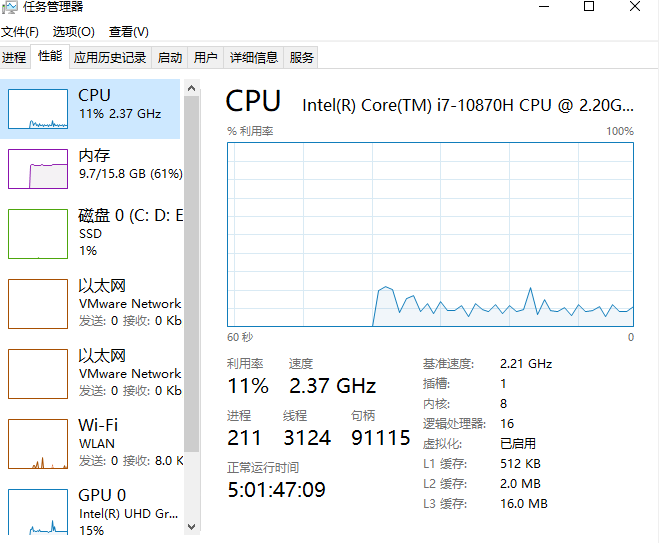 任务管理器
文件(F) 选项(O) 查看(V)
进程 性能 应用历史记录 启动 用户 详细信息 服务
CPU
11% 2.37 GHz
内存
9.7/15.8 GB (61%)
磁盘 0 (C: D: E
SSD
1%
以太网
VMware Network
发送: 0 接收: 0 Kb
以太网
VMware Network
发送: 0 接收: 0 Kb
Wi-Fi
WLAN
发送: 0 接收: 8.0 K
GPU 0
Intel(R) UHD Gr...
15%
CPU Intel(R) Core(TM) i7-10870H CPU @ 2.20G...
% 利用率 100%
60 秒 0
利用率 速度
11% 2.37 GHz
进程 线程 句柄
211 3124 91115
正常运行时间
5:01:47:09
基准速度: 2.21 GHz
插槽: 1
内核: 8
逻辑处理器: 16
虚拟化: 已启用
L1 缓存: 512 KB
L2 缓存: 2.0 MB
L3 缓存: 16.0 MB